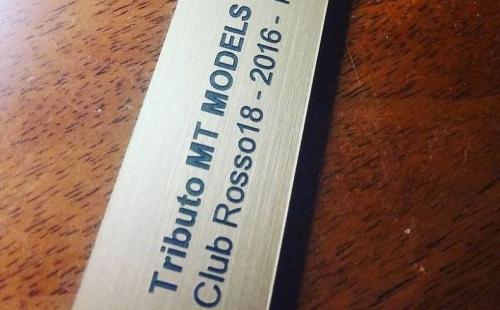 Tributo MT MODELS
Club Rosso18 - 2016 -